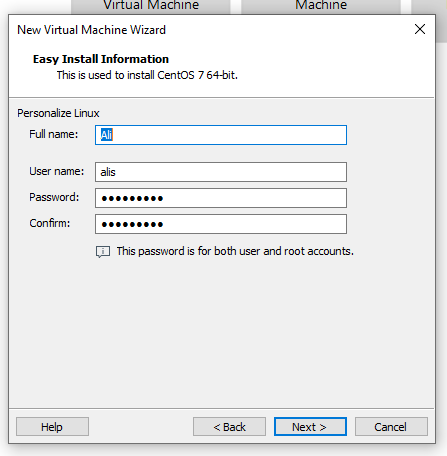 Virtual Machine
Machine
New Virtual Machine Wizard
Easy Install Information
This is used to install CentOS 7 64-bit.
Personalize Linux
Full name: Ali
User name: alis
Password: ●●●●●●●●●
Confirm: ●●●●●●●●●
This password is for both user and root accounts.
Help
< Back
Next >
Cancel